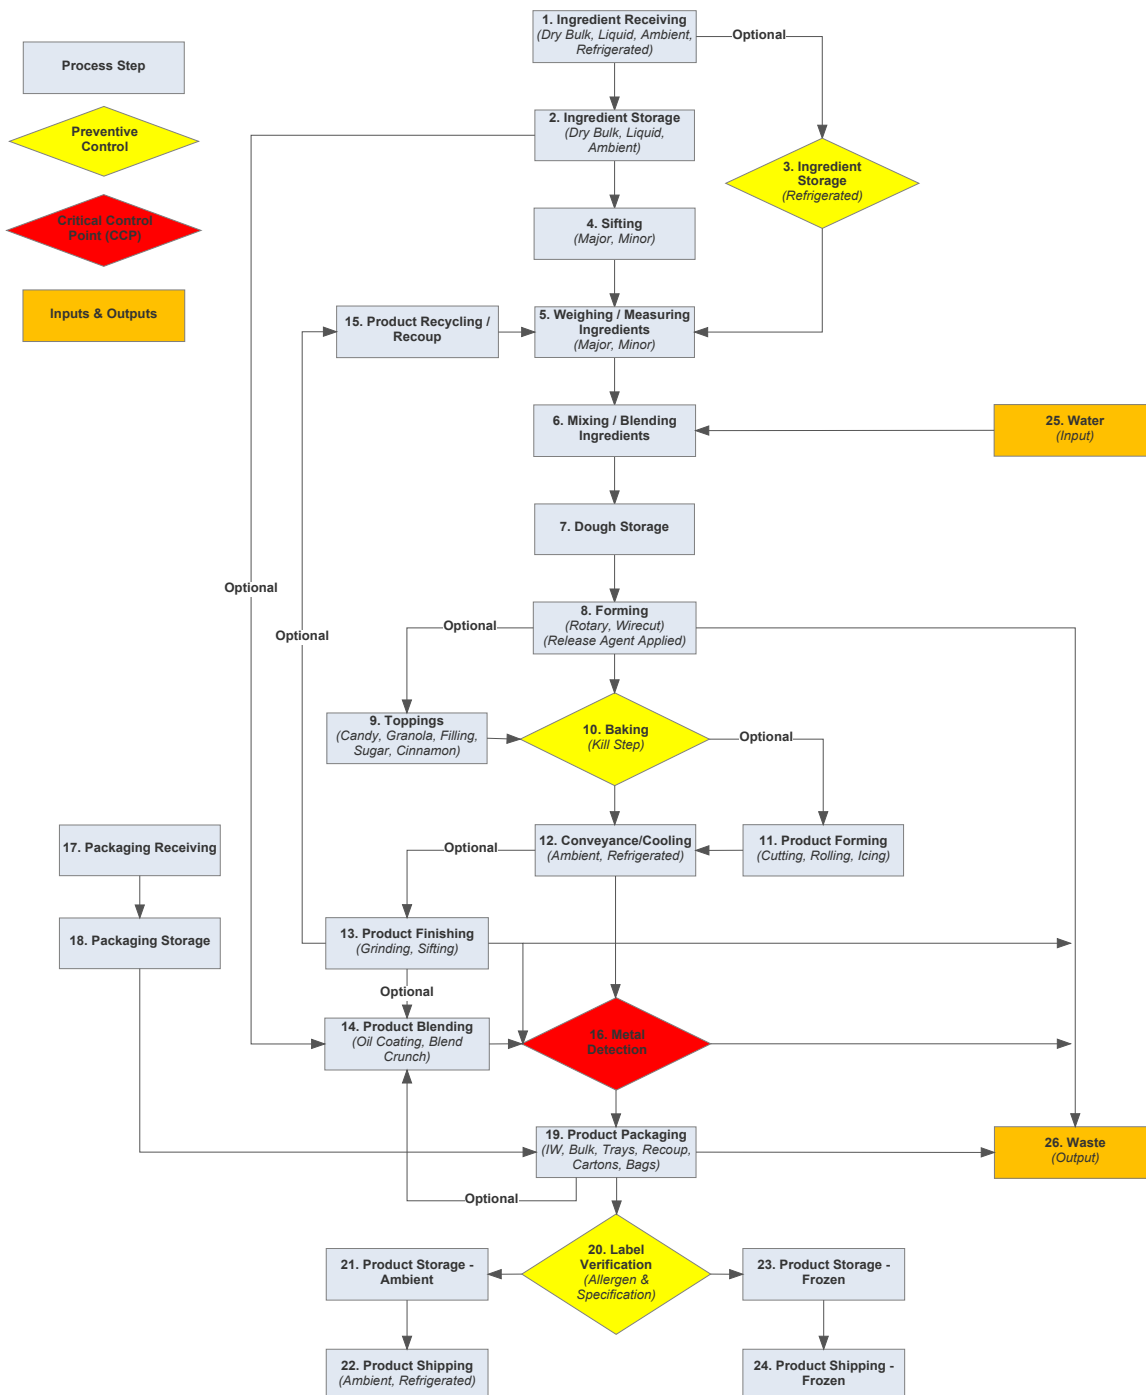 1. Ingredient Receiving
(Dry Bulk, Liquid, Ambient,
Refrigerated)
Optional
Process Step
Preventive
Control
Critical Control
Point (CCP)
Inputs & Outputs
2. Ingredient Storage
(Dry Bulk, Liquid,
Ambient)
3. Ingredient
Storage
(Refrigerated)
4. Sifting
(Major, Minor)
15. Product Recycling /
Recoup
5. Weighing / Measuring
Ingredients
(Major, Minor)
6. Mixing / Blending
Ingredients
25. Water
(Input)
7. Dough Storage
Optional
Optional
8. Forming
(Rotary, Wirecut)
(Release Agent Applied)
Optional
9. Toppings
(Candy, Granola, Filling,
Sugar, Cinnamon)
10. Baking
(Kill Step)
Optional
17. Packaging Receiving
Optional
12. Conveyance/Cooling
(Ambient, Refrigerated)
11. Product Forming
(Cutting, Rolling, Icing)
18. Packaging Storage
13. Product Finishing
(Grinding, Sifting)
Optional
14. Product Blending
(Oil Coating, Blend
Crunch)
16. Metal
Detection
19. Product Packaging
(IW, Bulk, Trays, Recoup,
Cartons, Bags)
26. Waste
(Output)
Optional
20. Label
Verification
(Allergen &
Specification)
21. Product Storage -
Ambient
23. Product Storage -
Frozen
22. Product Shipping
(Ambient, Refrigerated)
24. Product Shipping -
Frozen